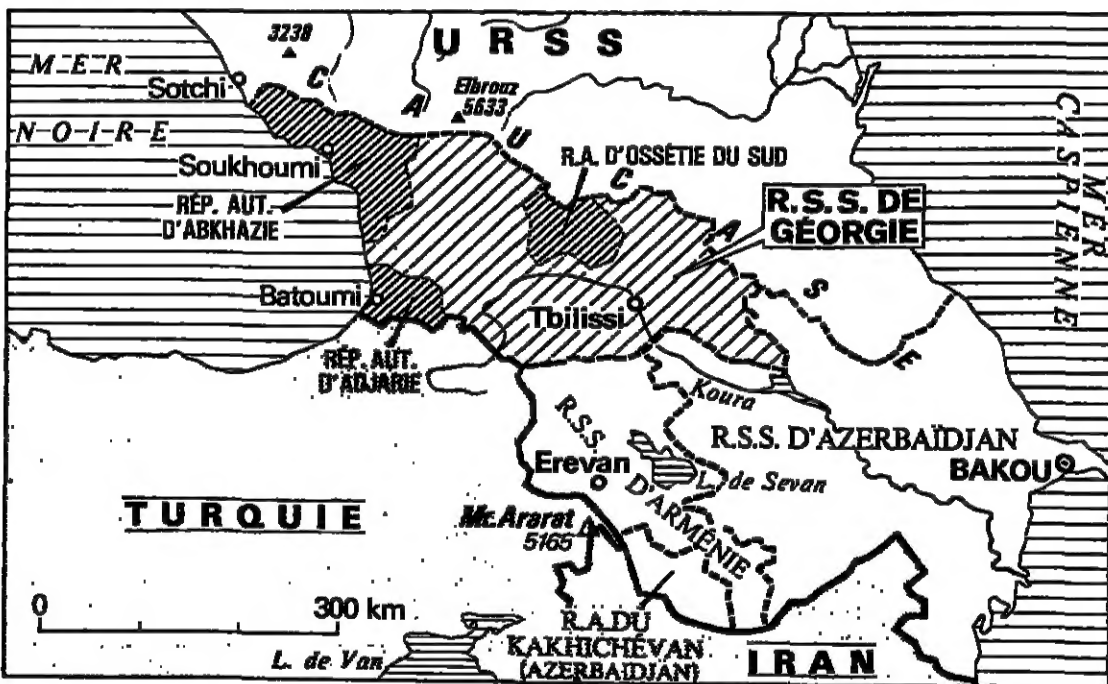 U R S S
3238
Elbrouz
5633
M E R
N O I R E
Sotchi
C A U C A S E
MER
CASPIENNE
Soukhoumi
R.A. D'OSSÉTIE DU SUD
RÉP. AUT.
D'ABKHAZIE
R.S.S. DE
GÉORGIE
Batoumi
Tbilissi
RÉP. AUT.
D'ADJARIE
Koura
R.S.S.
D'ARMÉNIE
R.S.S. D'AZERBAÏDJAN
BAKOU
Erevan
L. de Sevan
TURQUIE
Mt. Ararat
5165
0
300 km
R.A. DU
KAKHICHÉVAN
(AZERBAIDJAN)
IRAN
L. de Van